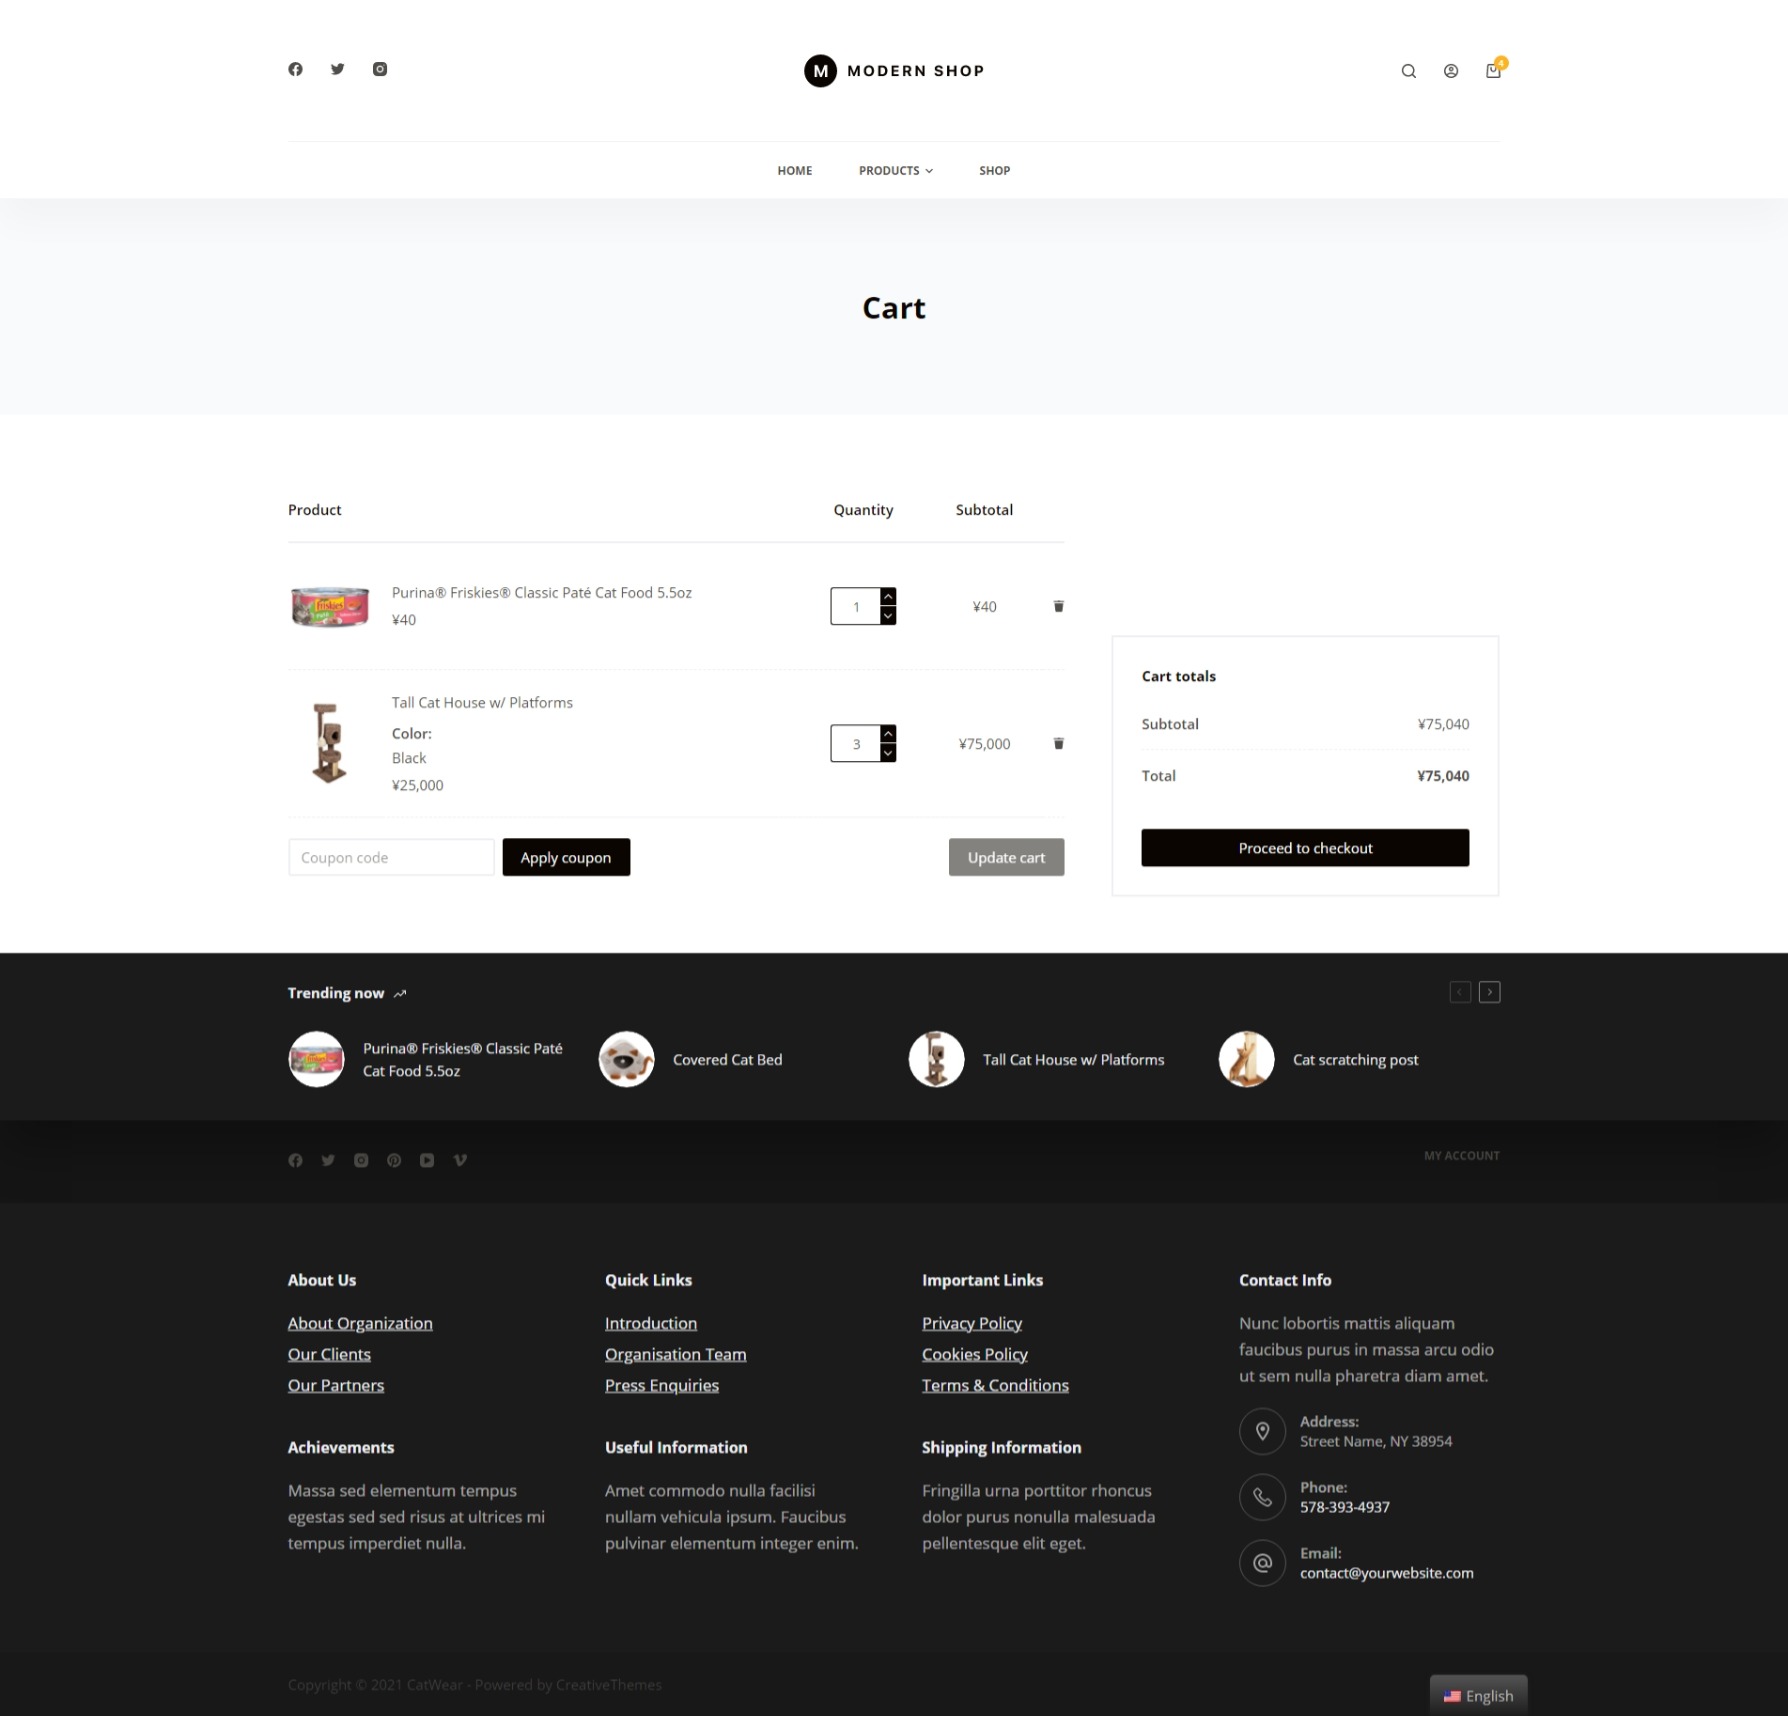 M MODERN SHOP
4
HOME
PRODUCTS
SHOP
Cart
Product Quantity Subtotal
Friskies
Purina® Friskies® Classic Paté Cat Food 5.5oz
¥40
1
¥40
Tall Cat House w/ Platforms
Color:
Black
¥25,000
3
¥75,000
Coupon code
Apply coupon
Update cart
Cart totals
Subtotal ¥75,040
Total ¥75,040
Proceed to checkout
Trending now
Purina® Friskies® Classic Paté
Cat Food 5.5oz
Covered Cat Bed
Tall Cat House w/ Platforms
Cat scratching post
MY ACCOUNT
About Us
About Organization
Our Clients
Our Partners
Quick Links
Introduction
Organisation Team
Press Enquiries
Important Links
Privacy Policy
Cookies Policy
Terms & Conditions
Contact Info
Nunc lobortis mattis aliquam
faucibus purus in massa arcu odio
ut sem nulla pharetra diam amet.
Address:
Street Name, NY 38954
Phone:
578-393-4937
Email:
contact@yourwebsite.com
Achievements
Massa sed elementum tempus
egestas sed sed risus at ultrices mi
tempus imperdiet nulla.
Useful Information
Amet commodo nulla facilisi
nullam vehicula ipsum. Faucibus
pulvinar elementum integer enim.
Shipping Information
Fringilla urna porttitor rhoncus
dolor purus nonulla malesuada
pellentesque elit eget.
Copyright © 2021 CatWear - Powered by CreativeThemes
English